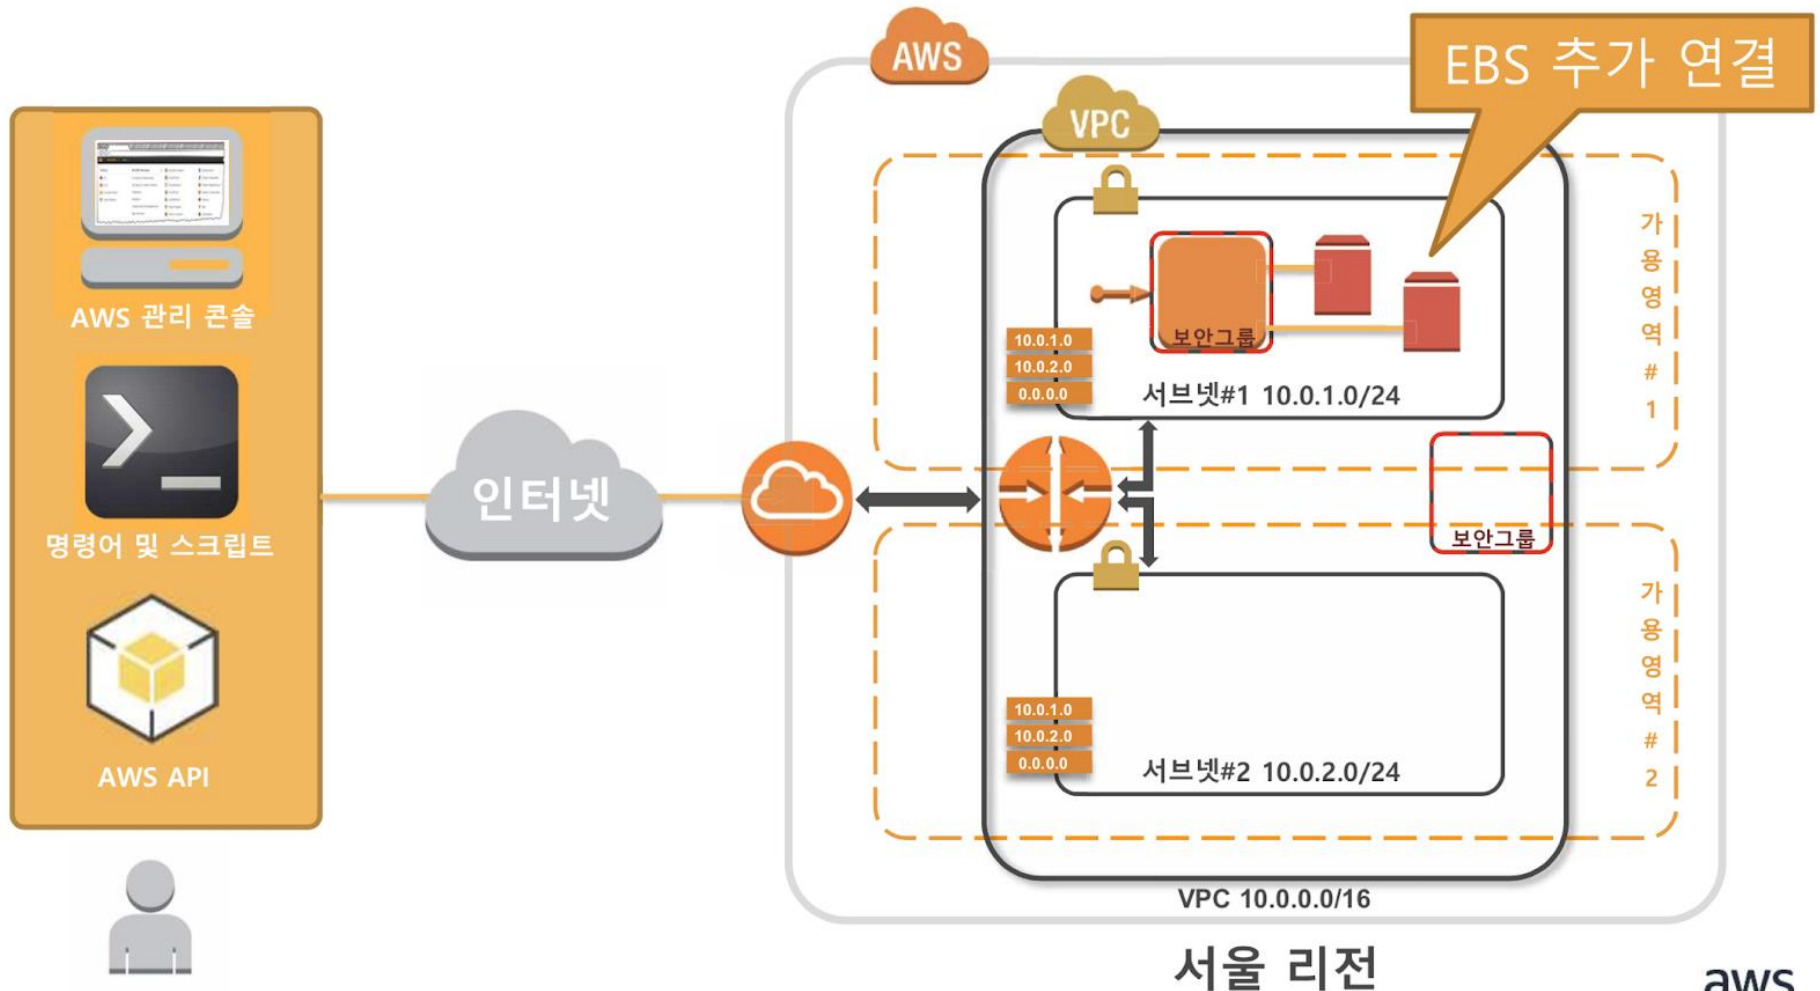 AWS
EBS 추가 연결
VPC
AWS 관리 콘솔
명령어 및 스크립트
AWS API
인터넷
보안그룹
10.0.1.0
10.0.2.0
0.0.0.0
서브넷#1 10.0.1.0/24
가
용
영
역
#
1
보안그룹
10.0.1.0
10.0.2.0
0.0.0.0
서브넷#2 10.0.2.0/24
가
용
영
역
#
2
VPC 10.0.0.0/16
서울 리전
aws